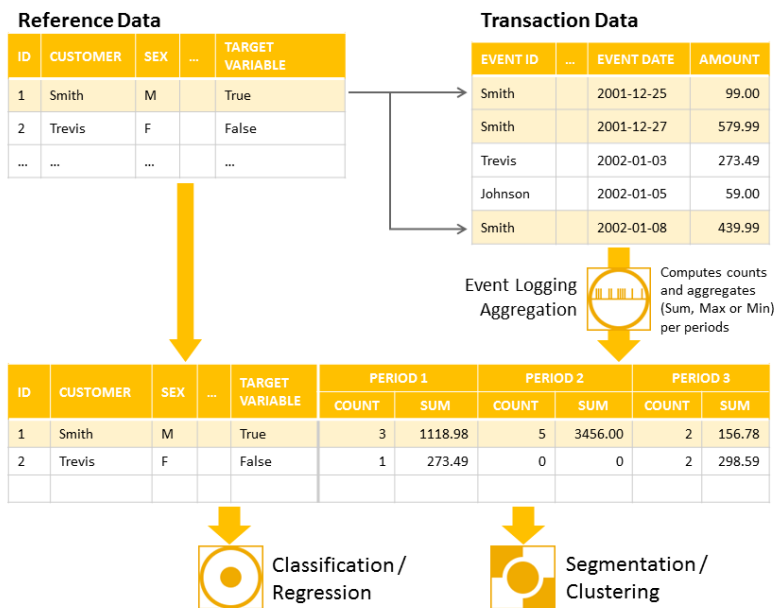 Reference Data
ID CUSTOMER SEX ... TARGET VARIABLE
1 Smith M True
2 Trevis F False
... ... ... ...
Transaction Data
EVENT ID ... EVENT DATE AMOUNT
Smith 2001-12-25 99.00
Smith 2001-12-27 579.99
Trevis 2002-01-03 273.49
Johnson 2002-01-05 59.00
Smith 2002-01-08 439.99
Event Logging
Aggregation
Computes counts
and aggregates
(Sum, Max or Min)
per periods
ID CUSTOMER SEX ... TARGET VARIABLE PERIOD 1 PERIOD 2 PERIOD 3
COUNT SUM COUNT SUM COUNT SUM
1 Smith M True 3 1118.98 5 3456.00 2 156.78
2 Trevis F False 1 273.49 0 0 2 298.59
Classification /
Regression
Segmentation /
Clustering